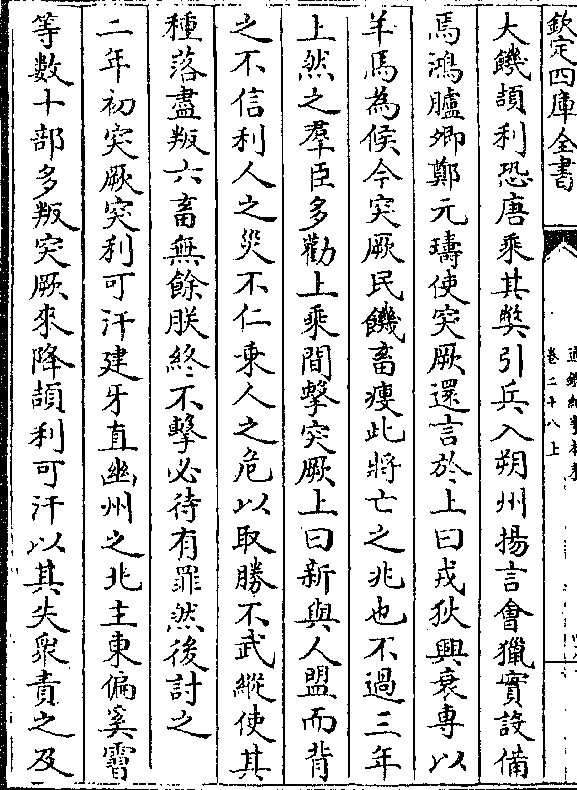 欽定四庫全書
通鑑紀事本末
卷二十八上
大饑頡利恐唐乘其弊引兵入朔州揚言會獵實設備
焉鴻臚卿鄭元璹使突厥還言於上曰戎狄興衰專以
羊馬為候今突厥民饑畜瘦此將亡之兆也不過三年
上然之羣臣多勸上乘間擊突厥上曰新與人盟而背
之不信利人之災不仁乘人之危以取勝不武縱使其
種落盡叛六畜無餘朕終不擊必待有罪然後討之
二年初突厥突利可汗建牙直幽州之北主東偏奚霫
等數十部多叛突厥來降頡利可汗以其失衆責之及